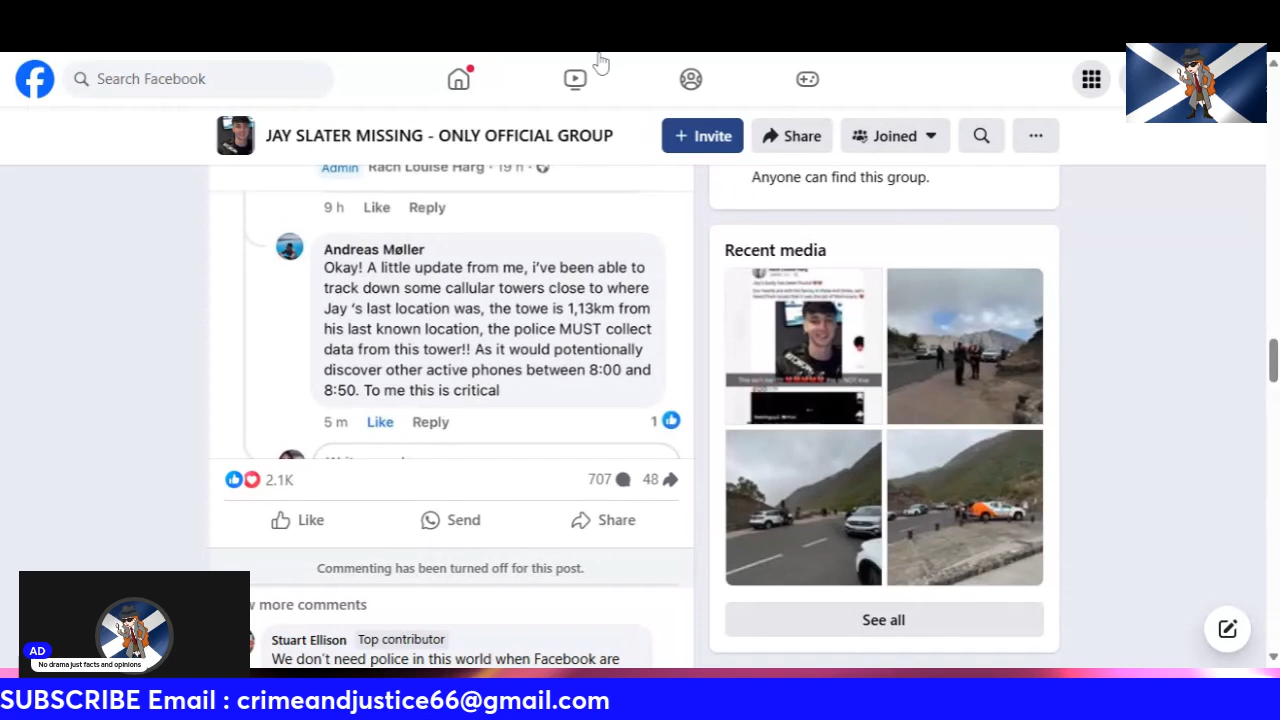 Search Facebook
JAY SLATER MISSING - ONLY OFFICIAL GROUP
+ Invite
Share
Joined
Admin Rach Louise Harg · 19 h ·
9 h Like Reply
Andreas Møller
Okay! A little update from me, i've been able to
track down some callular towers close to where
Jay 's last location was, the towe is 1,13km from
his last known location, the police MUST collect
data from this tower!! As it would potentionally
discover other active phones between 8:00 and
8:50. To me this is critical
5 m Like Reply 1
2.1K 707 48
Like Send Share
Commenting has been turned off for this post.
w more comments
Stuart Ellison Top contributor
We don't need police in this world when Facebook are
Anyone can find this group.
Recent media
See all
AD
No drama just facts and opinions
SUBSCRIBE Email : crimeandjustice66@gmail.com